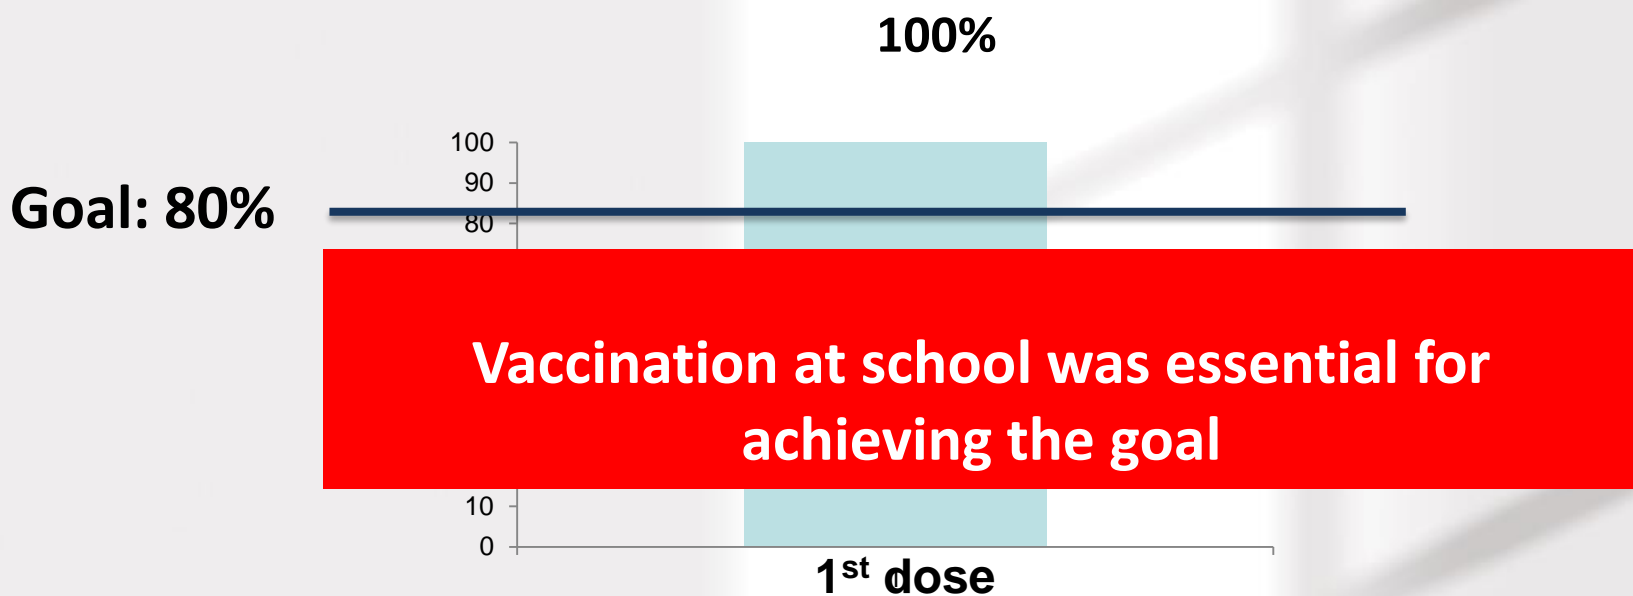 100%
100
90
Goal: 80%
80
Vaccination at school was essential for
achieving the goal
10
0
1st dose